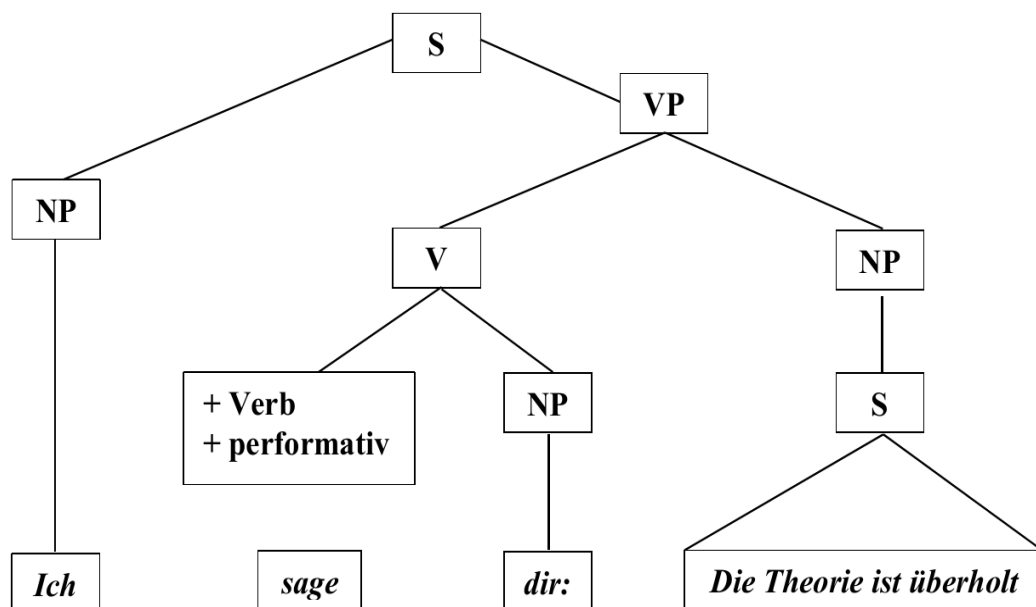 S
VP
NP
V
NP
+ Verb
+ performativ
NP
S
Ich
sage
dir:
Die Theorie ist überholt